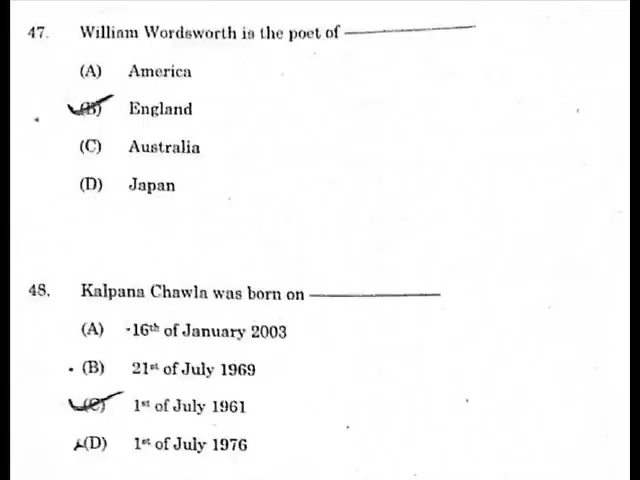 47. William Wordsworth is the poet of
(A) America
(B) England
(C) Australia
(D) Japan
48. Kalpana Chawla was born on
(A) 16th of January 2003
(B) 21st of July 1969
(C) 1st of July 1961
(D) 1st of July 1976